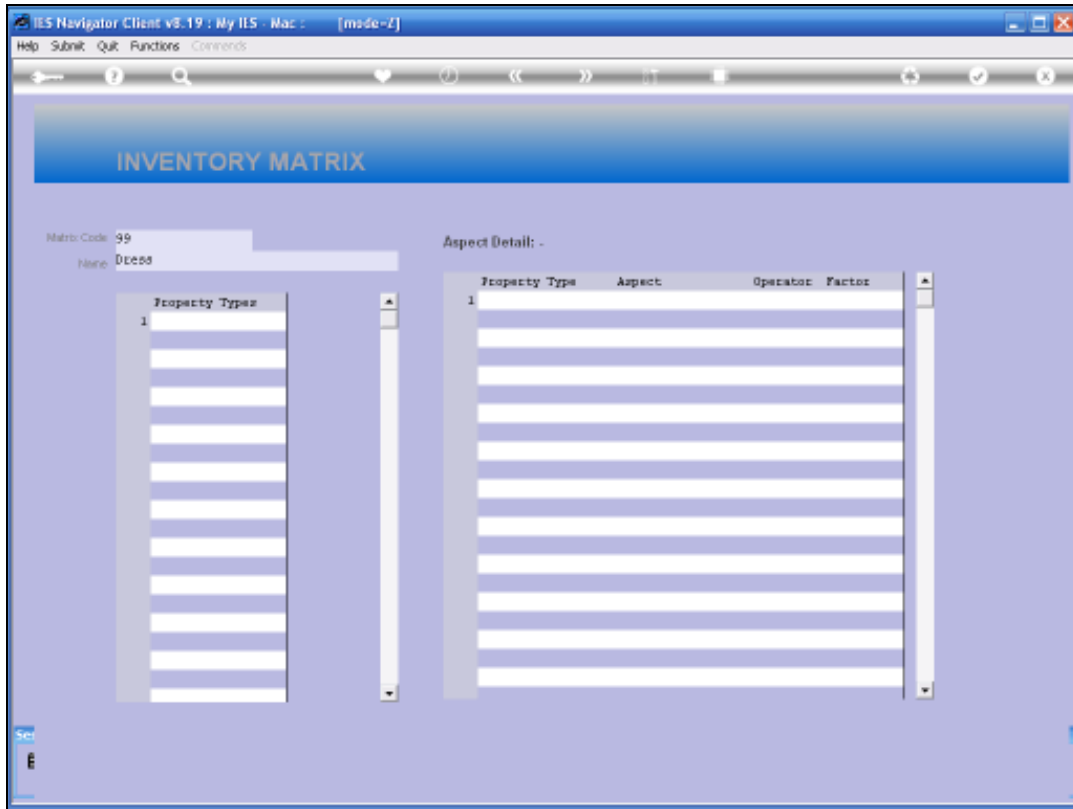 IES Navigator Client v8.19 : My IES - Mac : [mode=Z]
Help Submit Quit Functions Commands
INVENTORY MATRIX
Matrix Code 99
Name Dress
Aspect Detail: -
Property Types
1
Property Type Aspect Operator Factor
1